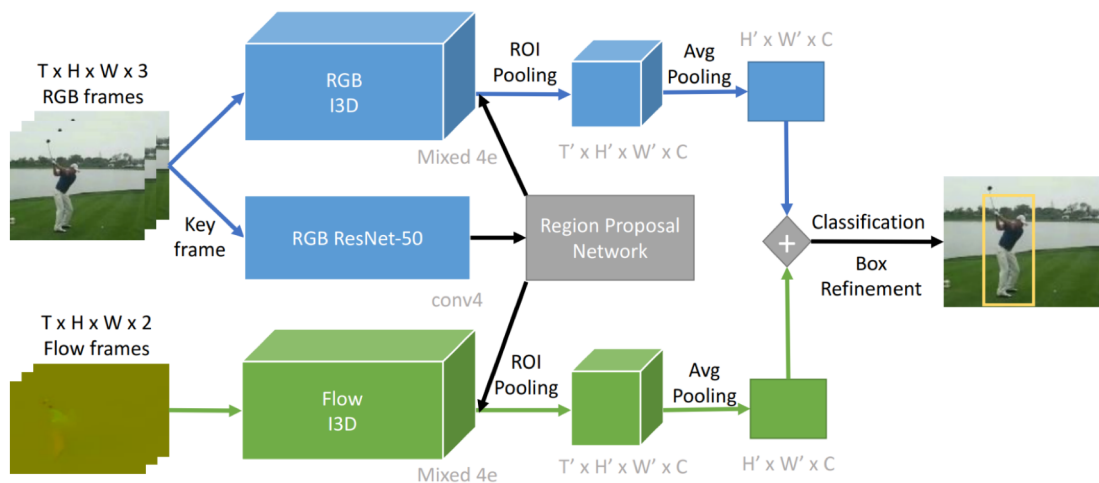 T x H x W x 3
RGB frames
Key
frame
RGB
I3D
Mixed 4e
ROI
Pooling
T’ x H’ x W’ x C
Avg
Pooling
H’ x W’ x C
RGB ResNet-50
conv4
Region Proposal
Network
+
Classification
Box
Refinement
T x H x W x 2
Flow frames
Flow
I3D
Mixed 4e
ROI
Pooling
T’ x H’ x W’ x C
Avg
Pooling
H’ x W’ x C